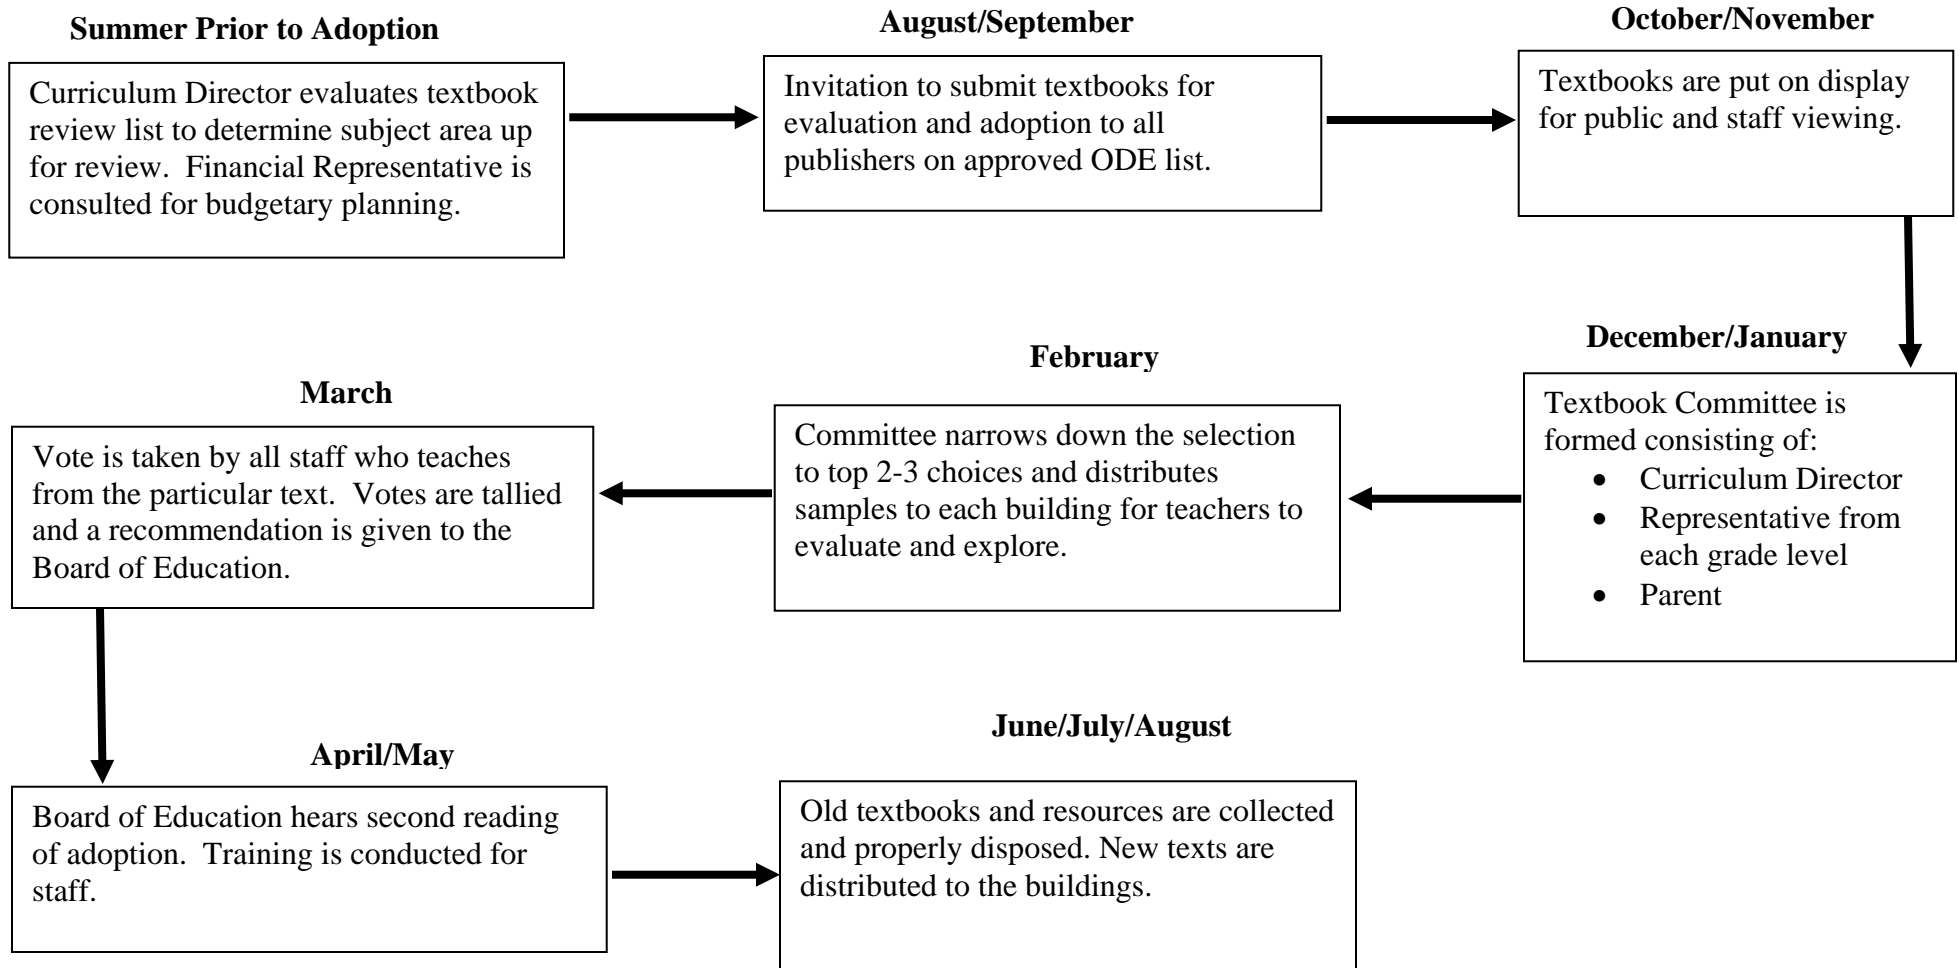 Summer Prior to Adoption
Curriculum Director evaluates textbook
review list to determine subject area up
for review.  Financial Representative is
consulted for budgetary planning.
August/September
Invitation to submit textbooks for
evaluation and adoption to all
publishers on approved ODE list.
October/November
Textbooks are put on display
for public and staff viewing.
December/January
Textbook Committee is
formed consisting of:
• Curriculum Director
• Representative from
each grade level
• Parent
February
Committee narrows down the selection
to top 2-3 choices and distributes
samples to each building for teachers to
evaluate and explore.
March
Vote is taken by all staff who teaches
from the particular text.  Votes are tallied
and a recommendation is given to the
Board of Education.
April/May
Board of Education hears second reading
of adoption.  Training is conducted for
staff.
June/July/August
Old textbooks and resources are collected
and properly disposed. New texts are
distributed to the buildings.